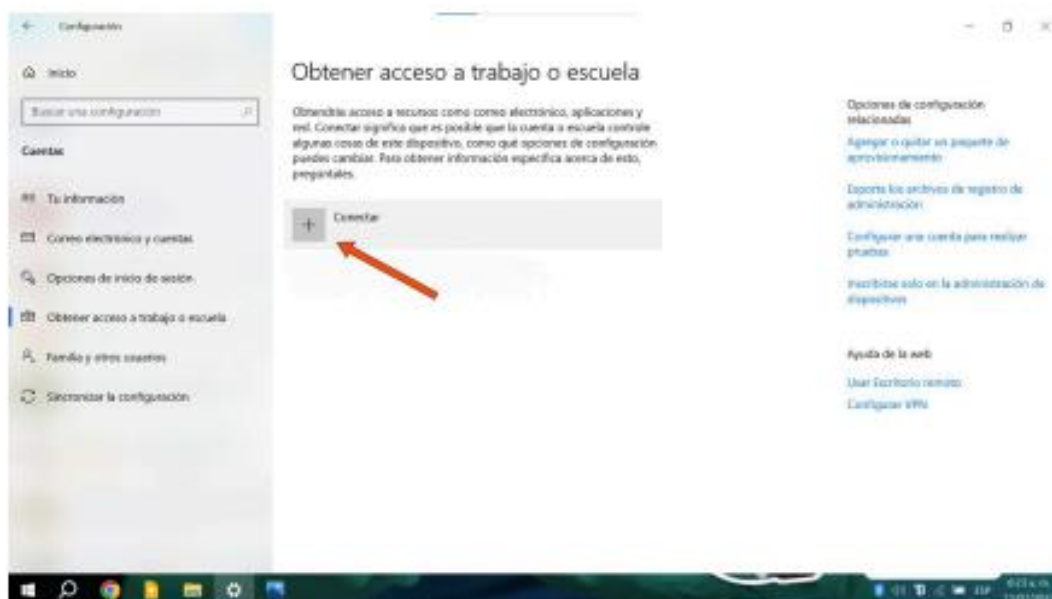 Configuración
Inicio
Obtener acceso a trabajo o escuela
Buscar una configuración
Obtendrás acceso a recursos como correo electrónico, aplicaciones y
red. Conectar significa que es posible que la cuenta o escuela controle
algunas cosas de este dispositivo, como qué opciones de configuración
puedes cambiar. Para obtener información específica acerca de esto,
pregúntales.
Cuentas
Tu información
Correo electrónico y cuentas
Opciones de inicio de sesión
Obtener acceso a trabajo o escuela
Familia y otros usuarios
Sincronizar la configuración
Conectar
Opciones de configuración
relacionadas
Agregar o quitar un paquete de
aprovisionamiento
Exporta los archivos de registro de
administración
Configurar una cuenta para realizar
pruebas
Inscribirse solo en la administración de
dispositivos
Ayuda de la web
Usar Escritorio remoto
Configurar VPN
ESP